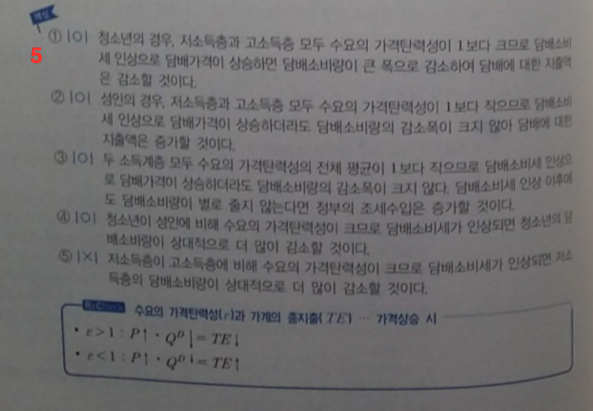 해설
5
① |O| 청소년의 경우, 저소득층과 고소득층 모두 수요의 가격탄력성이 1보다 크므로 담배소비
세 인상으로 담배가격이 상승하면 담배소비량이 큰 폭으로 감소하여 담배에 대한 지출액
은 감소할 것이다.
② |O| 성인의 경우, 저소득층과 고소득층 모두 수요의 가격탄력성이 1보다 작으므로 담배소비
세 인상으로 담배가격이 상승하더라도 담배소비량의 감소폭이 크지 않아 담배에 대한
지출액은 증가할 것이다.
③ |O| 두 소득계층 모두 수요의 가격탄력성의 전체 평균이 1보다 작으므로 담배소비세 인상으
로 담배가격이 상승하더라도 담배소비량의 감소폭이 크지 않다. 담배소비세 인상 이후에
도 담배소비량이 별로 줄지 않는다면 정부의 조세수입은 증가할 것이다.
④ |O| 청소년이 성인에 비해 수요의 가격탄력성이 크므로 담배소비세가 인상되면 청소년의 담
배소비량이 상대적으로 더 많이 감소할 것이다.
⑤ |X| 저소득층이 고소득층에 비해 수요의 가격탄력성이 크므로 담배소비세가 인상되면 저소
득층의 담배소비량이 상대적으로 더 많이 감소할 것이다.
ReCheck 수요의 가격탄력성(ε)과 가계의 총지출(TE) … 가격상승 시
• ε>1 : P↑ · Q^D↓ = TE↓
• ε<1 : P↑ · Q^D↓ = TE↑